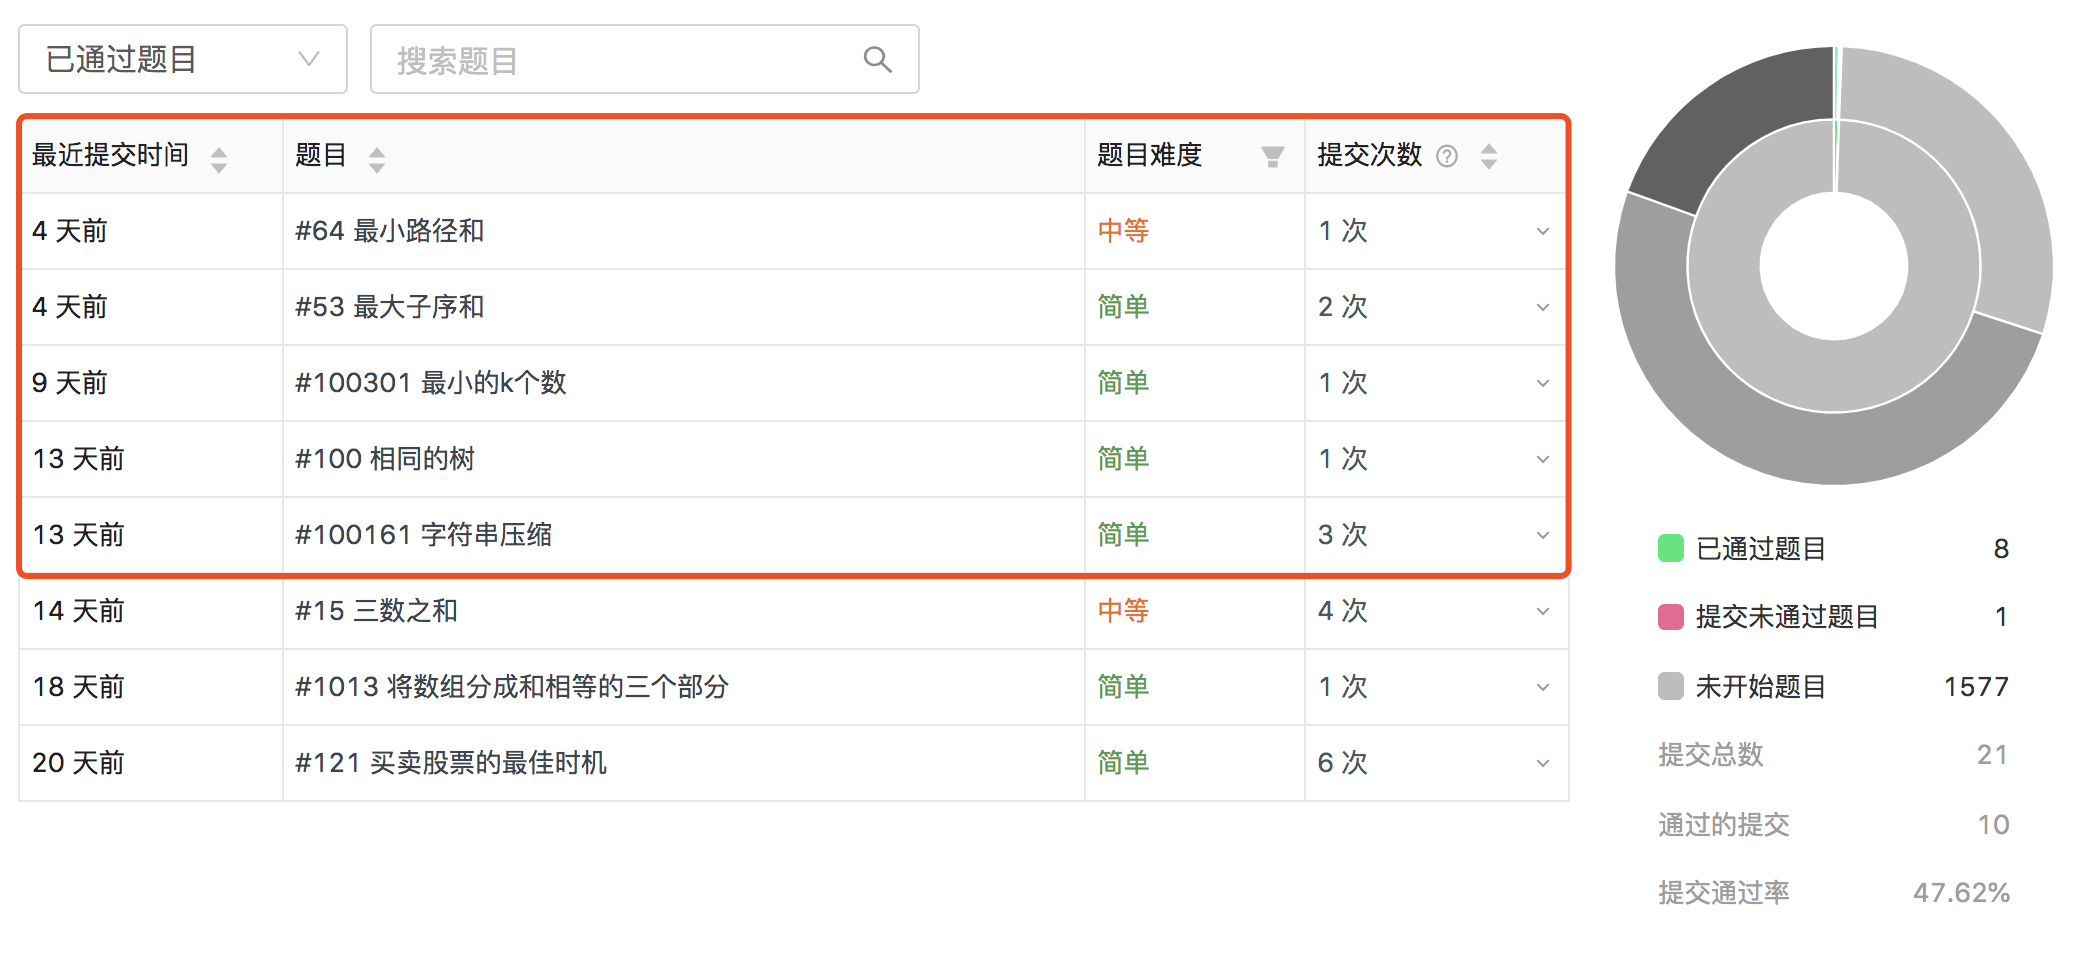 已通过题目
搜索题目
最近提交时间 题目 题目难度 提交次数 ?
4 天前 #64 最小路径和 中等 1 次
4 天前 #53 最大子序和 简单 2 次
9 天前 #100301 最小的k个数 简单 1 次
13 天前 #100 相同的树 简单 1 次
13 天前 #100161 字符串压缩 简单 3 次
14 天前 #15 三数之和 中等 4 次
18 天前 #1013 将数组分成和相等的三个部分 简单 1 次
20 天前 #121 买卖股票的最佳时机 简单 6 次
已通过题目 8
提交未通过题目 1
未开始题目 1577
提交总数 21
通过的提交 10
提交通过率 47.62%